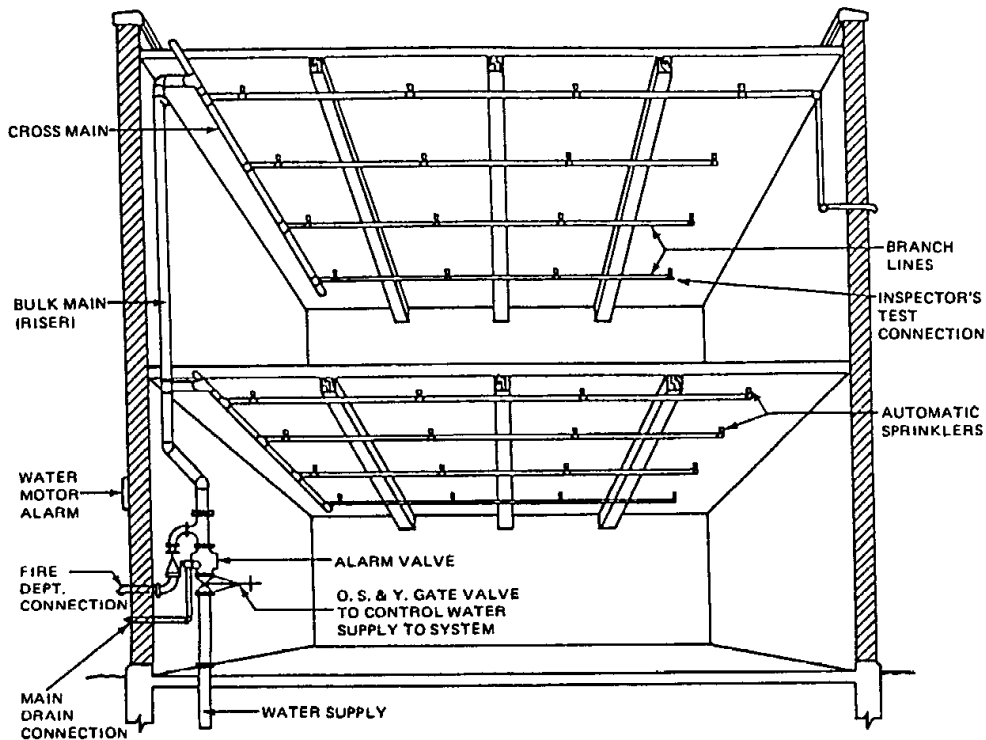 CROSS MAIN
BULK MAIN
(RISER)
WATER
MOTOR
ALARM
FIRE
DEPT.
CONNECTION
MAIN
DRAIN
CONNECTION
WATER SUPPLY
ALARM VALVE
O. S. & Y. GATE VALVE
TO CONTROL WATER
SUPPLY TO SYSTEM
BRANCH
LINES
INSPECTOR'S
TEST
CONNECTION
AUTOMATIC
SPRINKLERS